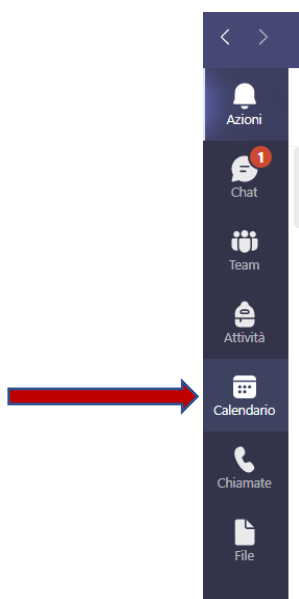 Azioni
1
Chat
Team
Attività
Calendario
Chiamate
File